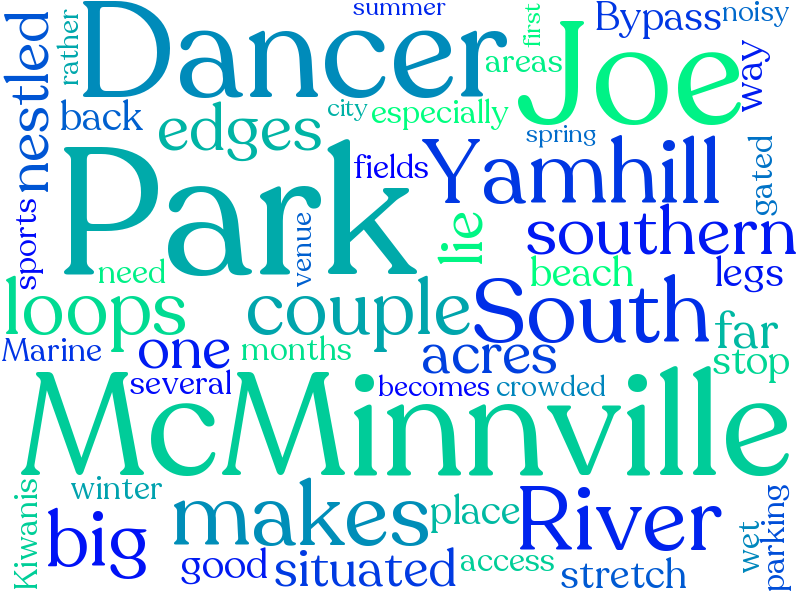 summer
Bypass noisy
Dancer
first
rather
nestled
areas
Joe
way
back
city especially
edges
spring
Park
fields
Yamhill
gated
sports
venue
lie
southern
need
beach
legs
loops
couple
South
far
Marine
one
months
acres
stop
several
becomes crowded
McMinnville
Kiwanis
winter
big
makes
place
River
wet
parking
good
situated
access
stretch